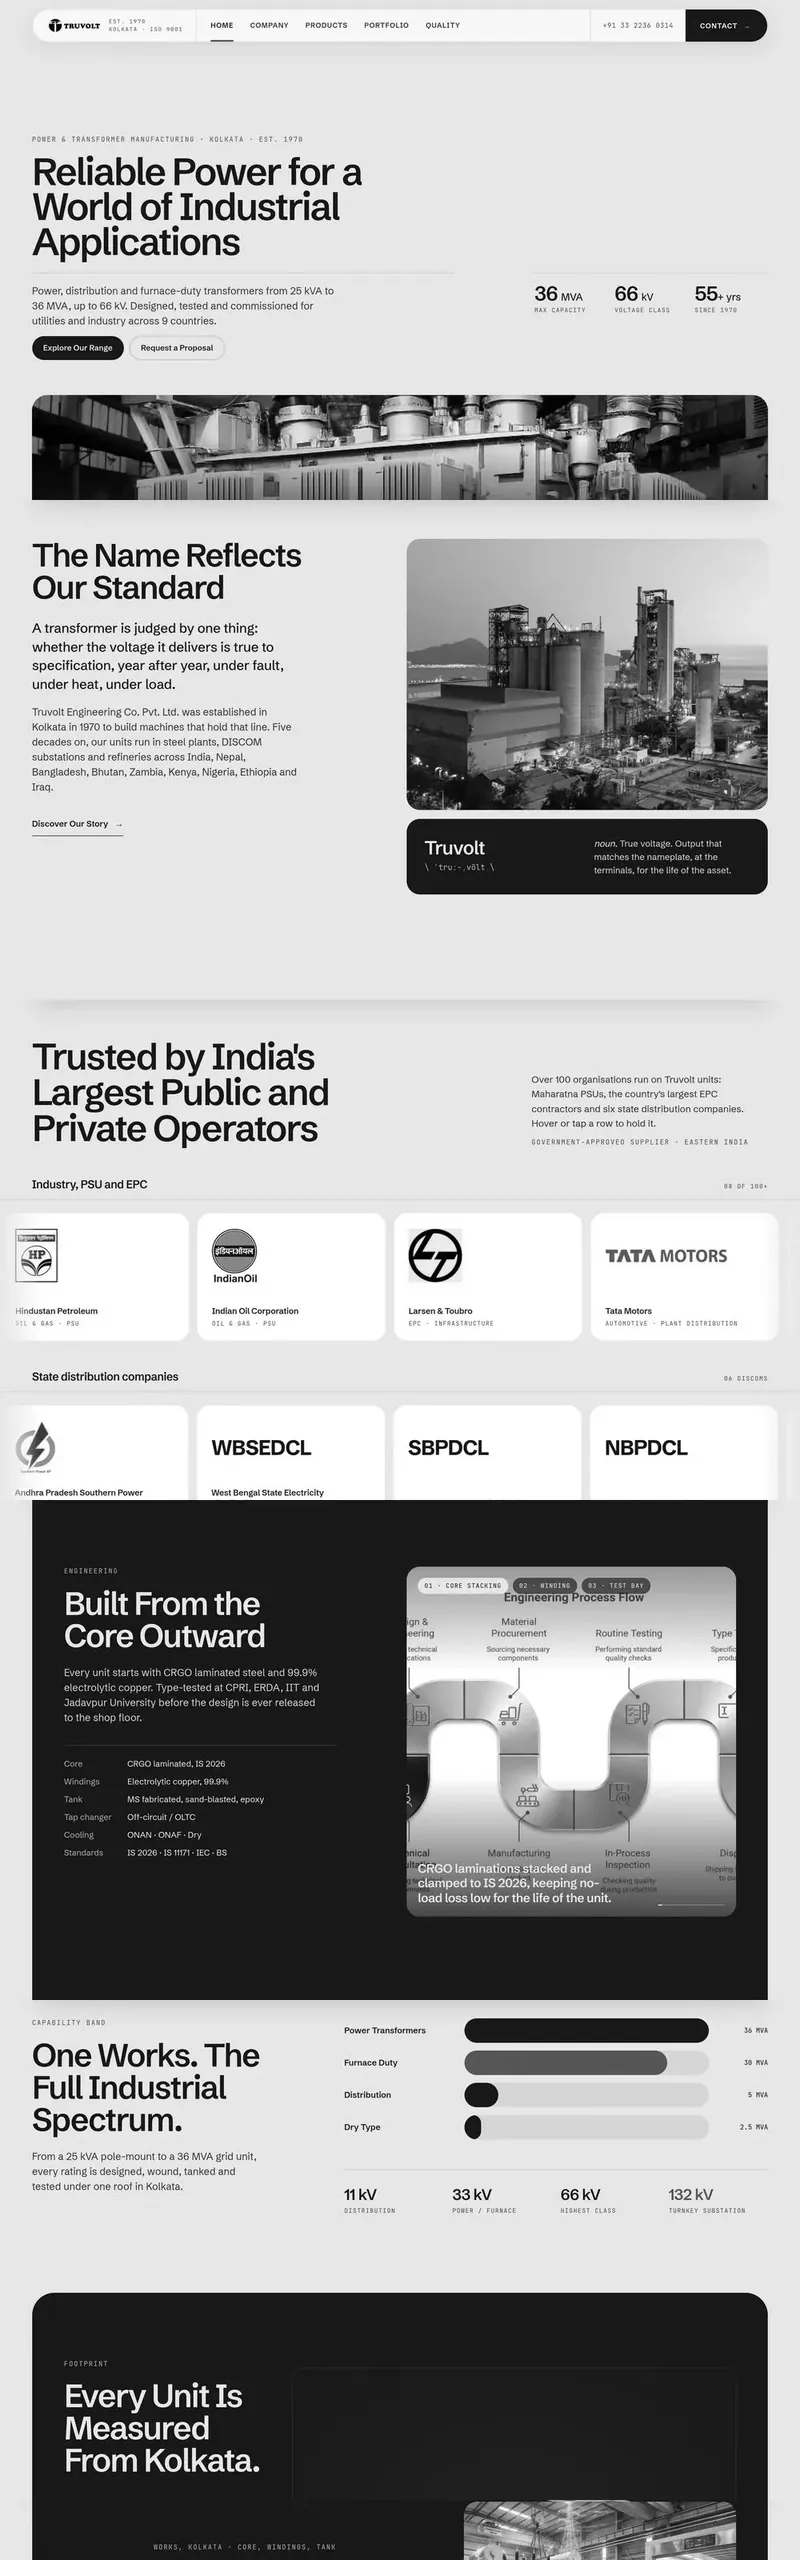 TRUVOLT
EST. 1970
KOLKATA · ISO 9001
HOME
COMPANY
PRODUCTS
PORTFOLIO
QUALITY
+91 33 2236 0314
CONTACT →
POWER & TRANSFORMER MANUFACTURING · KOLKATA · EST. 1970
Reliable Power for a
World of Industrial
Applications
Power, distribution and furnace-duty transformers from 25 kVA to
36 MVA, up to 66 kV. Designed, tested and commissioned for
utilities and industry across 9 countries.
36 MVA
MAX CAPACITY
66 kV
VOLTAGE CLASS
55+ yrs
SINCE 1970
Explore Our Range
Request a Proposal
The Name Reflects
Our Standard
A transformer is judged by one thing:
whether the voltage it delivers is true to
specification, year after year, under fault,
under heat, under load.
Truvolt Engineering Co. Pvt. Ltd. was established in
Kolkata in 1970 to build machines that hold that line. Five
decades on, our units run in steel plants, DISCOM
substations and refineries across India, Nepal,
Bangladesh, Bhutan, Zambia, Kenya, Nigeria, Ethiopia and
Iraq.
Discover Our Story →
Truvolt
\ ˈtruː-ˌvōlt \
noun. True voltage. Output that
matches the nameplate, at the
terminals, for the life of the asset.
Trusted by India's
Largest Public and
Private Operators
Over 100 organisations run on Truvolt units:
Maharatna PSUs, the country's largest EPC
contractors and six state distribution companies.
Hover or tap a row to hold it.
GOVERNMENT-APPROVED SUPPLIER · EASTERN INDIA
Industry, PSU and EPC
08 OF 100+
HP
Hindustan Petroleum
OIL & GAS · PSU
इंडियनऑयल
IndianOil
Indian Oil Corporation
OIL & GAS · PSU
Larsen & Toubro
EPC · INFRASTRUCTURE
TATA MOTORS
Tata Motors
AUTOMOTIVE · PLANT DISTRIBUTION
State distribution companies
06 DISCOMS
Andhra Pradesh Southern Power
WBSEDCL
West Bengal State Electricity
SBPDCL
NBPDCL
ENGINEERING
Built From the
Core Outward
Every unit starts with CRGO laminated steel and 99.9%
electrolytic copper. Type-tested at CPRI, ERDA, IIT and
Jadavpur University before the design is ever released
to the shop floor.
Core CRGO laminated, IS 2026
Windings Electrolytic copper, 99.9%
Tank MS fabricated, sand-blasted, epoxy
Tap changer Off-circuit / OLTC
Cooling ONAN · ONAF · Dry
Standards IS 2026 · IS 11171 · IEC · BS
01 · CORE STACKING
02 · WINDING
03 · TEST BAY
Engineering Process Flow
ign &
eering
technical
cations
Material
Procurement
Sourcing necessary
components
Routine Testing
Performing standard
quality checks
Type
Specific
produ
Manufacturing
In-Process
Inspection
Checking quality
during production
Disp
Shipping
to cu
CRGO laminations stacked and
clamped to IS 2026, keeping no-
load loss low for the life of the unit.
CAPABILITY BAND
One Works. The
Full Industrial
Spectrum.
From a 25 kVA pole-mount to a 36 MVA grid unit,
every rating is designed, wound, tanked and
tested under one roof in Kolkata.
Power Transformers 36 MVA
Furnace Duty 30 MVA
Distribution 5 MVA
Dry Type 2.5 MVA
11 kV
DISTRIBUTION
33 kV
POWER / FURNACE
66 kV
HIGHEST CLASS
132 kV
TURNKEY SUBSTATION
FOOTPRINT
Every Unit Is
Measured
From Kolkata.
WORKS, KOLKATA · CORE, WINDINGS, TANK